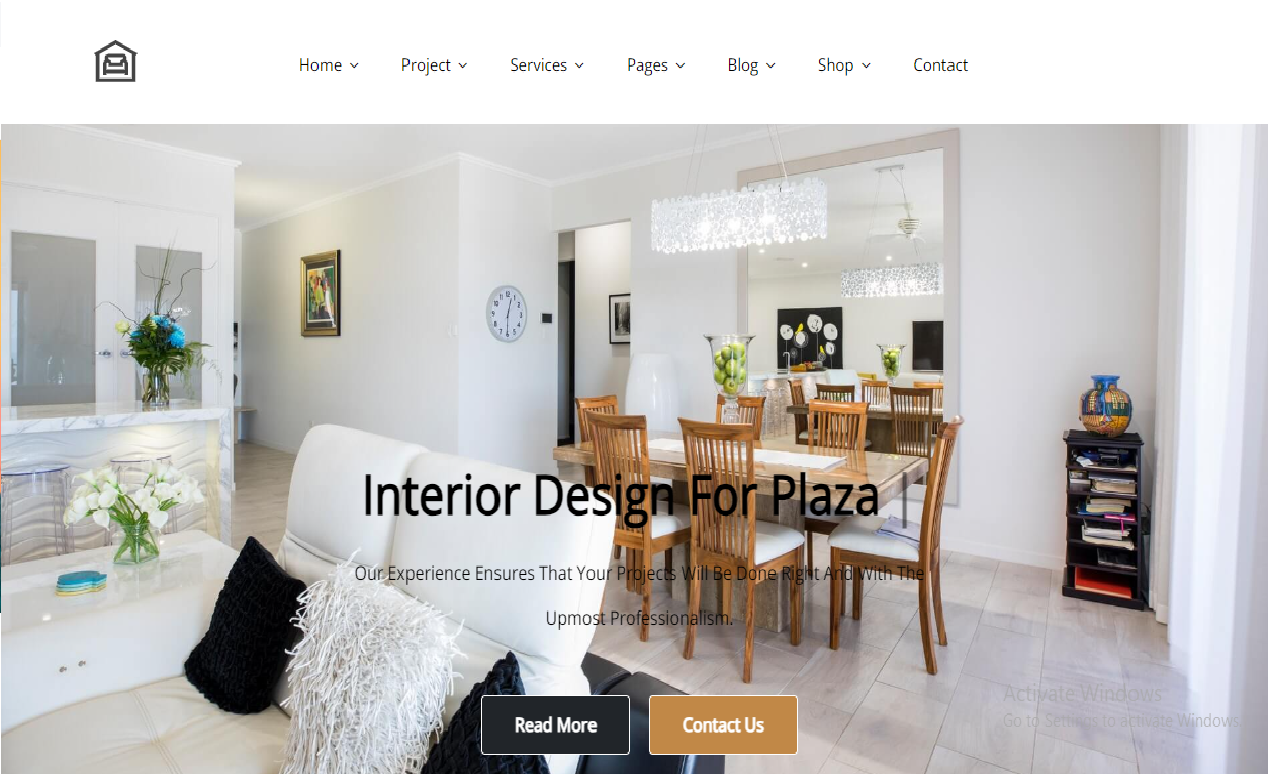 Home Project Services Pages Blog Shop Contact
Interior Design For Plaza
Our Experience Ensures That Your Projects Will Be Done Right And With The
Upmost Professionalism.
Read More Contact Us
Activate Windows
Go to Settings to activate Windows.